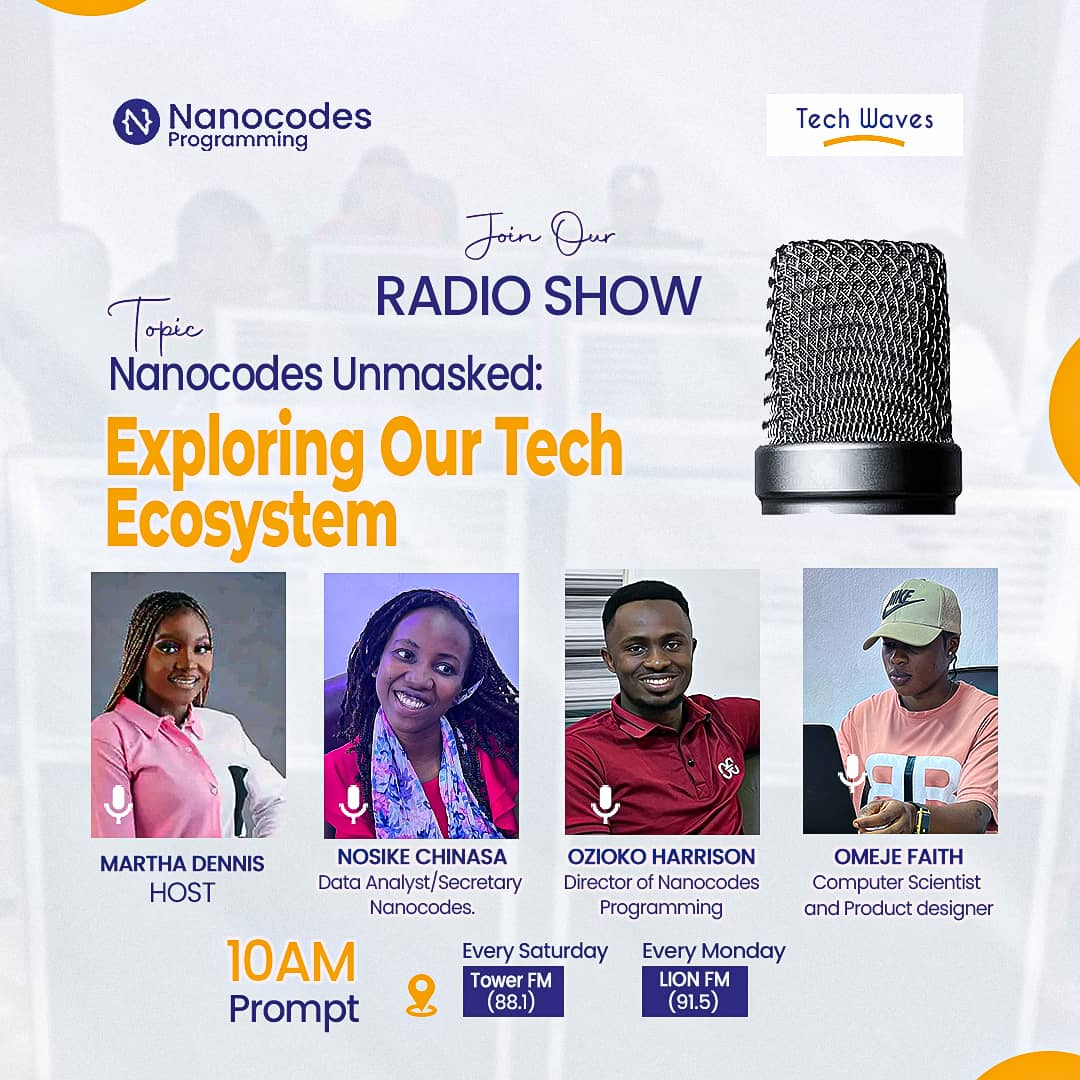 Nanocodes
Programming
Tech Waves
Join Our
RADIO SHOW
Topic
Nanocodes Unmasked:
Exploring Our Tech
Ecosystem
NIKE
MARTHA DENNIS
HOST
NOSIKE CHINASA
Data Analyst/Secretary
Nanocodes.
OZIOKO HARRISON
Director of Nanocodes
Programming
OMEJE FAITH
Computer Scientist
and Product designer
10AM
Prompt
Every Saturday
Tower FM
(88.1)
Every Monday
LION FM
(91.5)